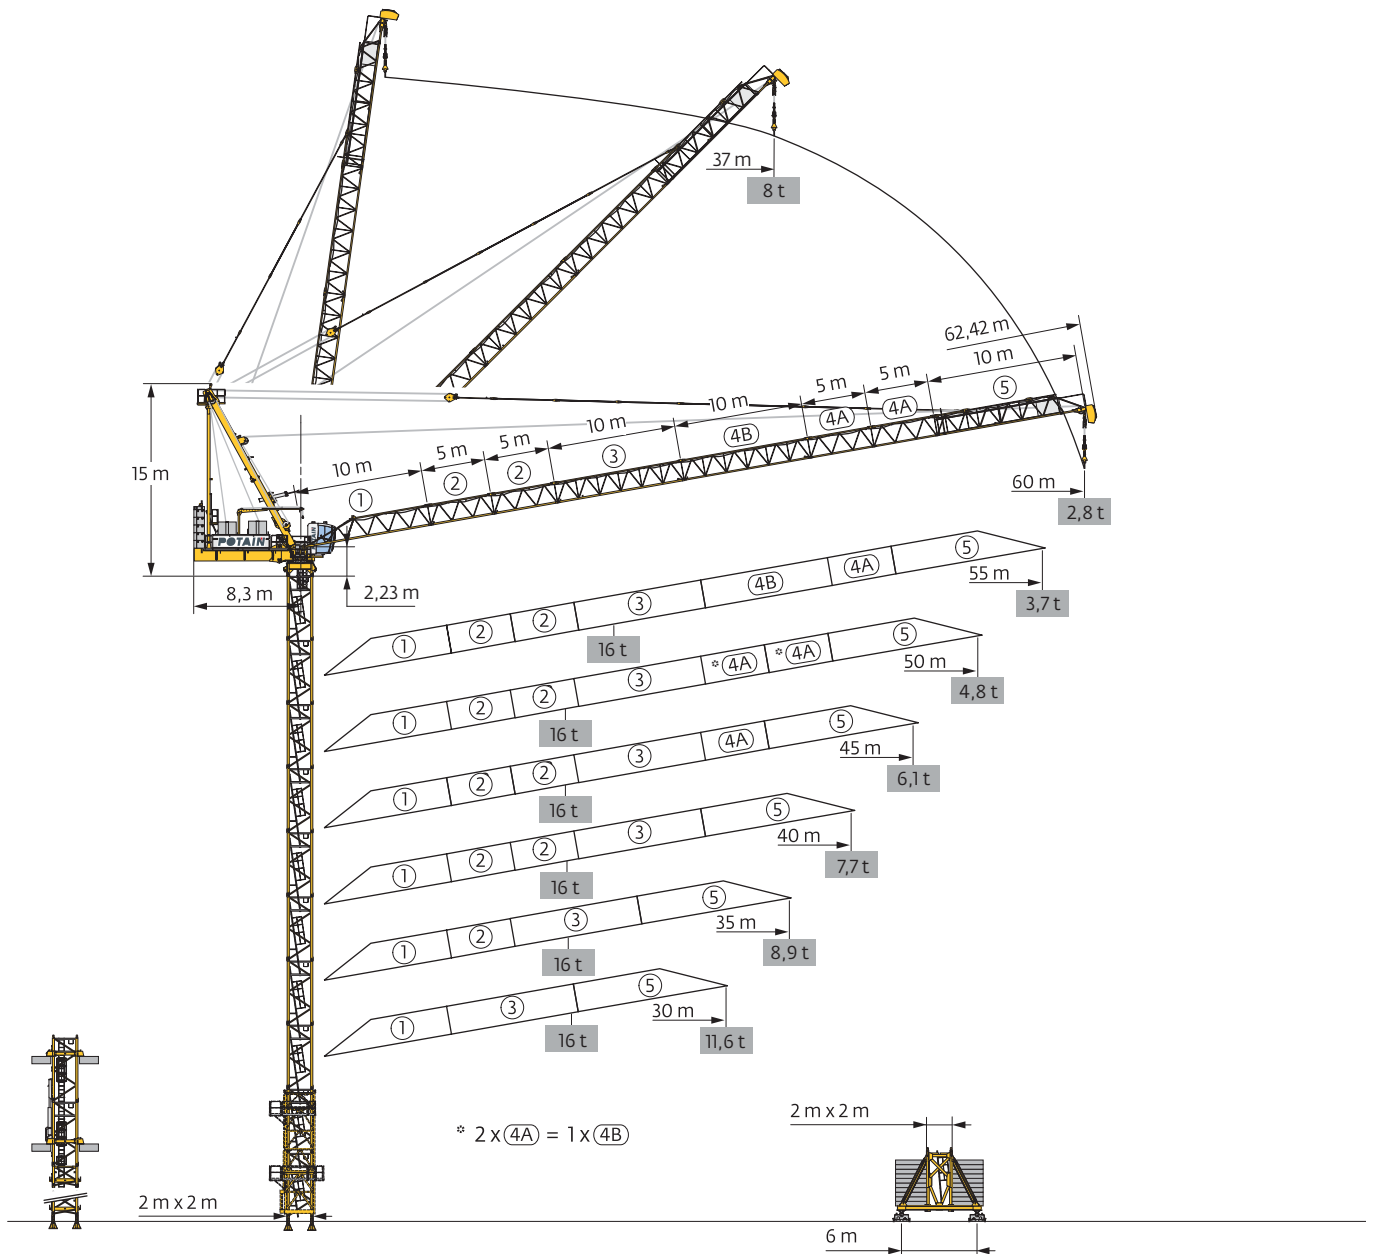 37 m
8 t
62,42 m
10 m
5 m
5 m
5
10 m
4A
4A
10 m
4B
5 m
3
5 m
2
10 m
2
1
15 m
60 m
2,8 t
POTAIN
8,3 m
2,23 m
1
2
2
3
4B
4A
5
55 m
3,7 t
16 t
1
2
2
3
* 4A
* 4A
5
50 m
4,8 t
16 t
1
2
2
3
4A
5
45 m
6,1 t
16 t
1
2
2
3
5
40 m
7,7 t
16 t
1
2
3
5
35 m
8,9 t
16 t
1
3
5
30 m
11,6 t
16 t
* 2 x 4A = 1 x 4B
2 m x 2 m
2 m x 2 m
6 m